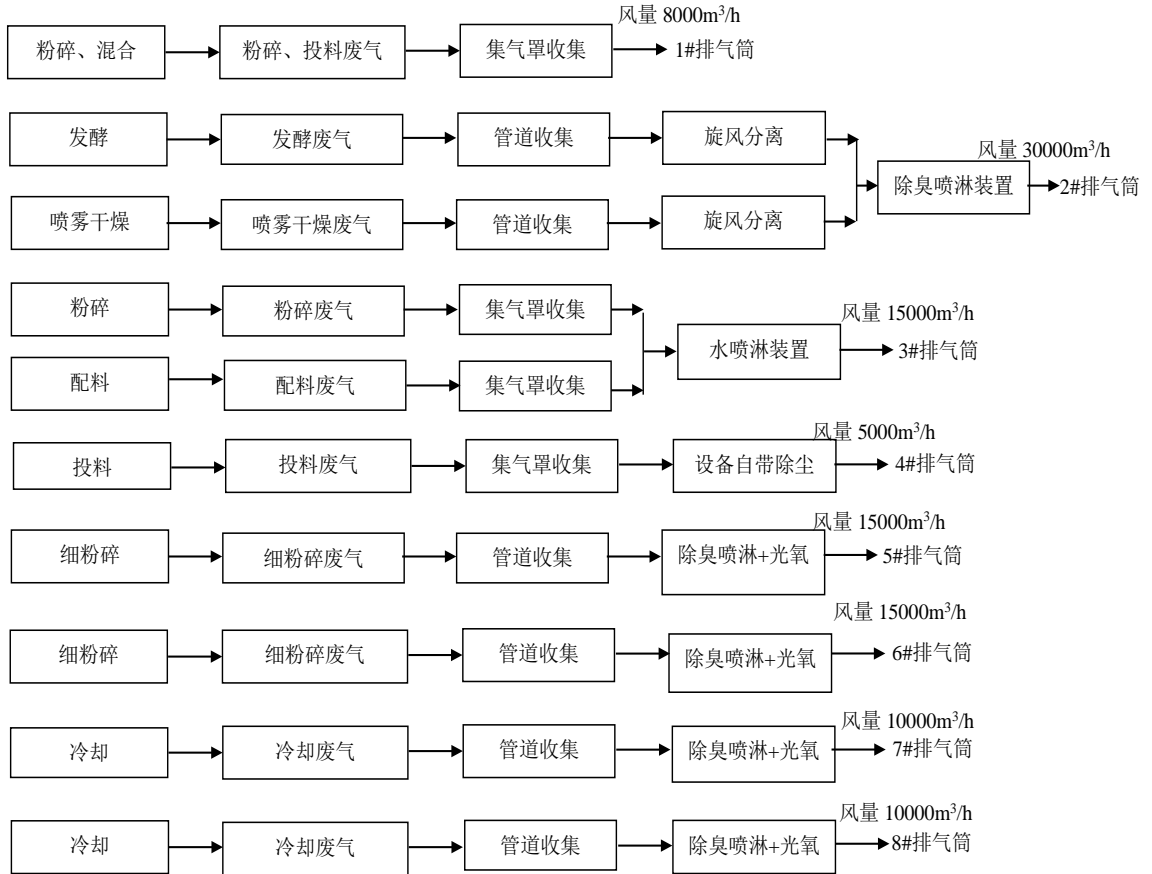 风量 8000m³/h
粉碎、混合
粉碎、投料废气
集气罩收集
1#排气筒
发酵
发酵废气
管道收集
旋风分离
风量 30000m³/h
除臭喷淋装置
2#排气筒
喷雾干燥
喷雾干燥废气
管道收集
旋风分离
粉碎
粉碎废气
集气罩收集
风量 15000m³/h
水喷淋装置
3#排气筒
配料
配料废气
集气罩收集
风量 5000m³/h
投料
投料废气
集气罩收集
设备自带除尘
4#排气筒
风量 15000m³/h
细粉碎
细粉碎废气
管道收集
除臭喷淋+光氧
5#排气筒
风量 15000m³/h
细粉碎
细粉碎废气
管道收集
除臭喷淋+光氧
6#排气筒
风量 10000m³/h
冷却
冷却废气
管道收集
除臭喷淋+光氧
7#排气筒
风量 10000m³/h
冷却
冷却废气
管道收集
除臭喷淋+光氧
8#排气筒